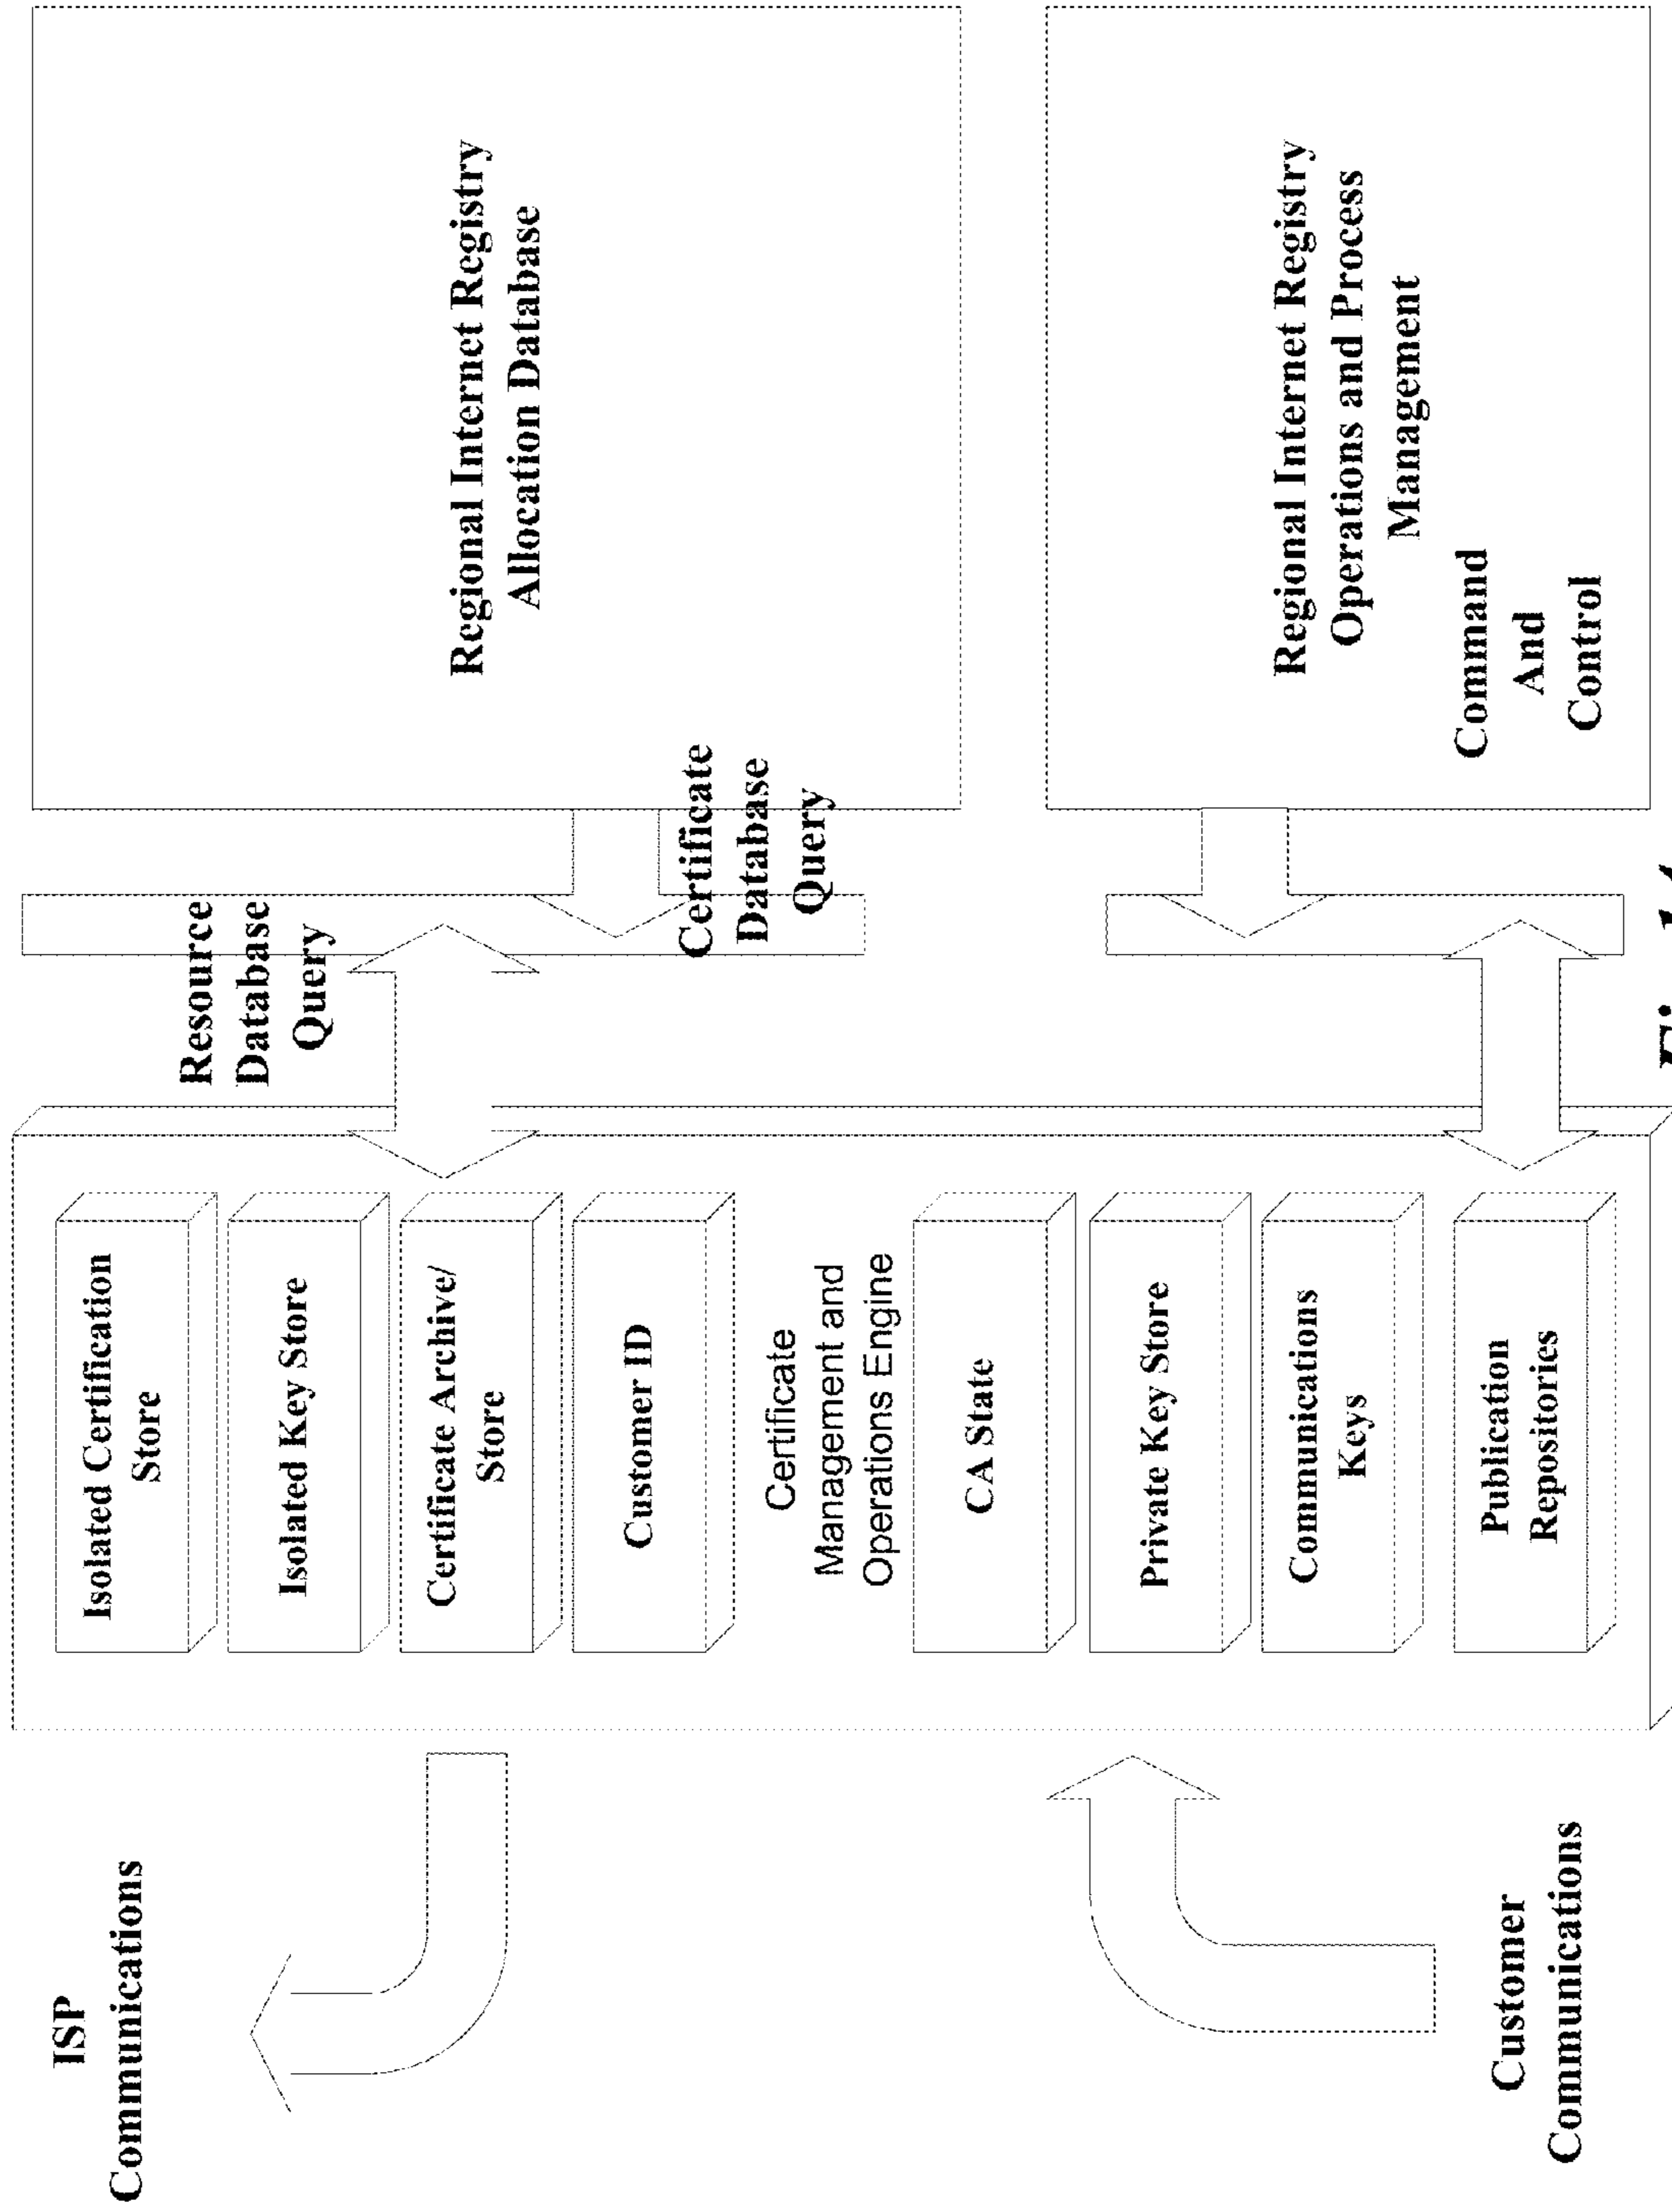 ISP
Communications
Isolated Certification
Store
Isolated Key Store
Certificate Archive/
Store
Customer ID
Certificate
Management and
Operations Engine
CA State
Private Key Store
Communications
Keys
Publication
Repositories
Customer
Communications
Resource
Database
Query
Certificate
Database
Query
Regional Internet Registry
Allocation Database
Regional Internet Registry
Operations and Process
Management
Command
And
Control